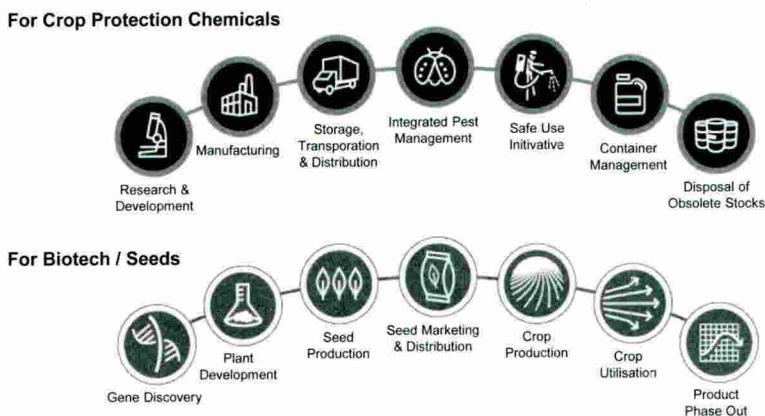 For Crop Protection Chemicals
Research &
Development
Manufacturing
Storage,
Transporation
& Distribution
Integrated Pest
Management
Safe Use
Initivative
Container
Management
Disposal of
Obsolete Stocks
For Biotech / Seeds
Gene Discovery
Plant
Development
Seed
Production
Seed Marketing
& Distribution
Crop
Production
Crop
Utilisation
Product
Phase Out